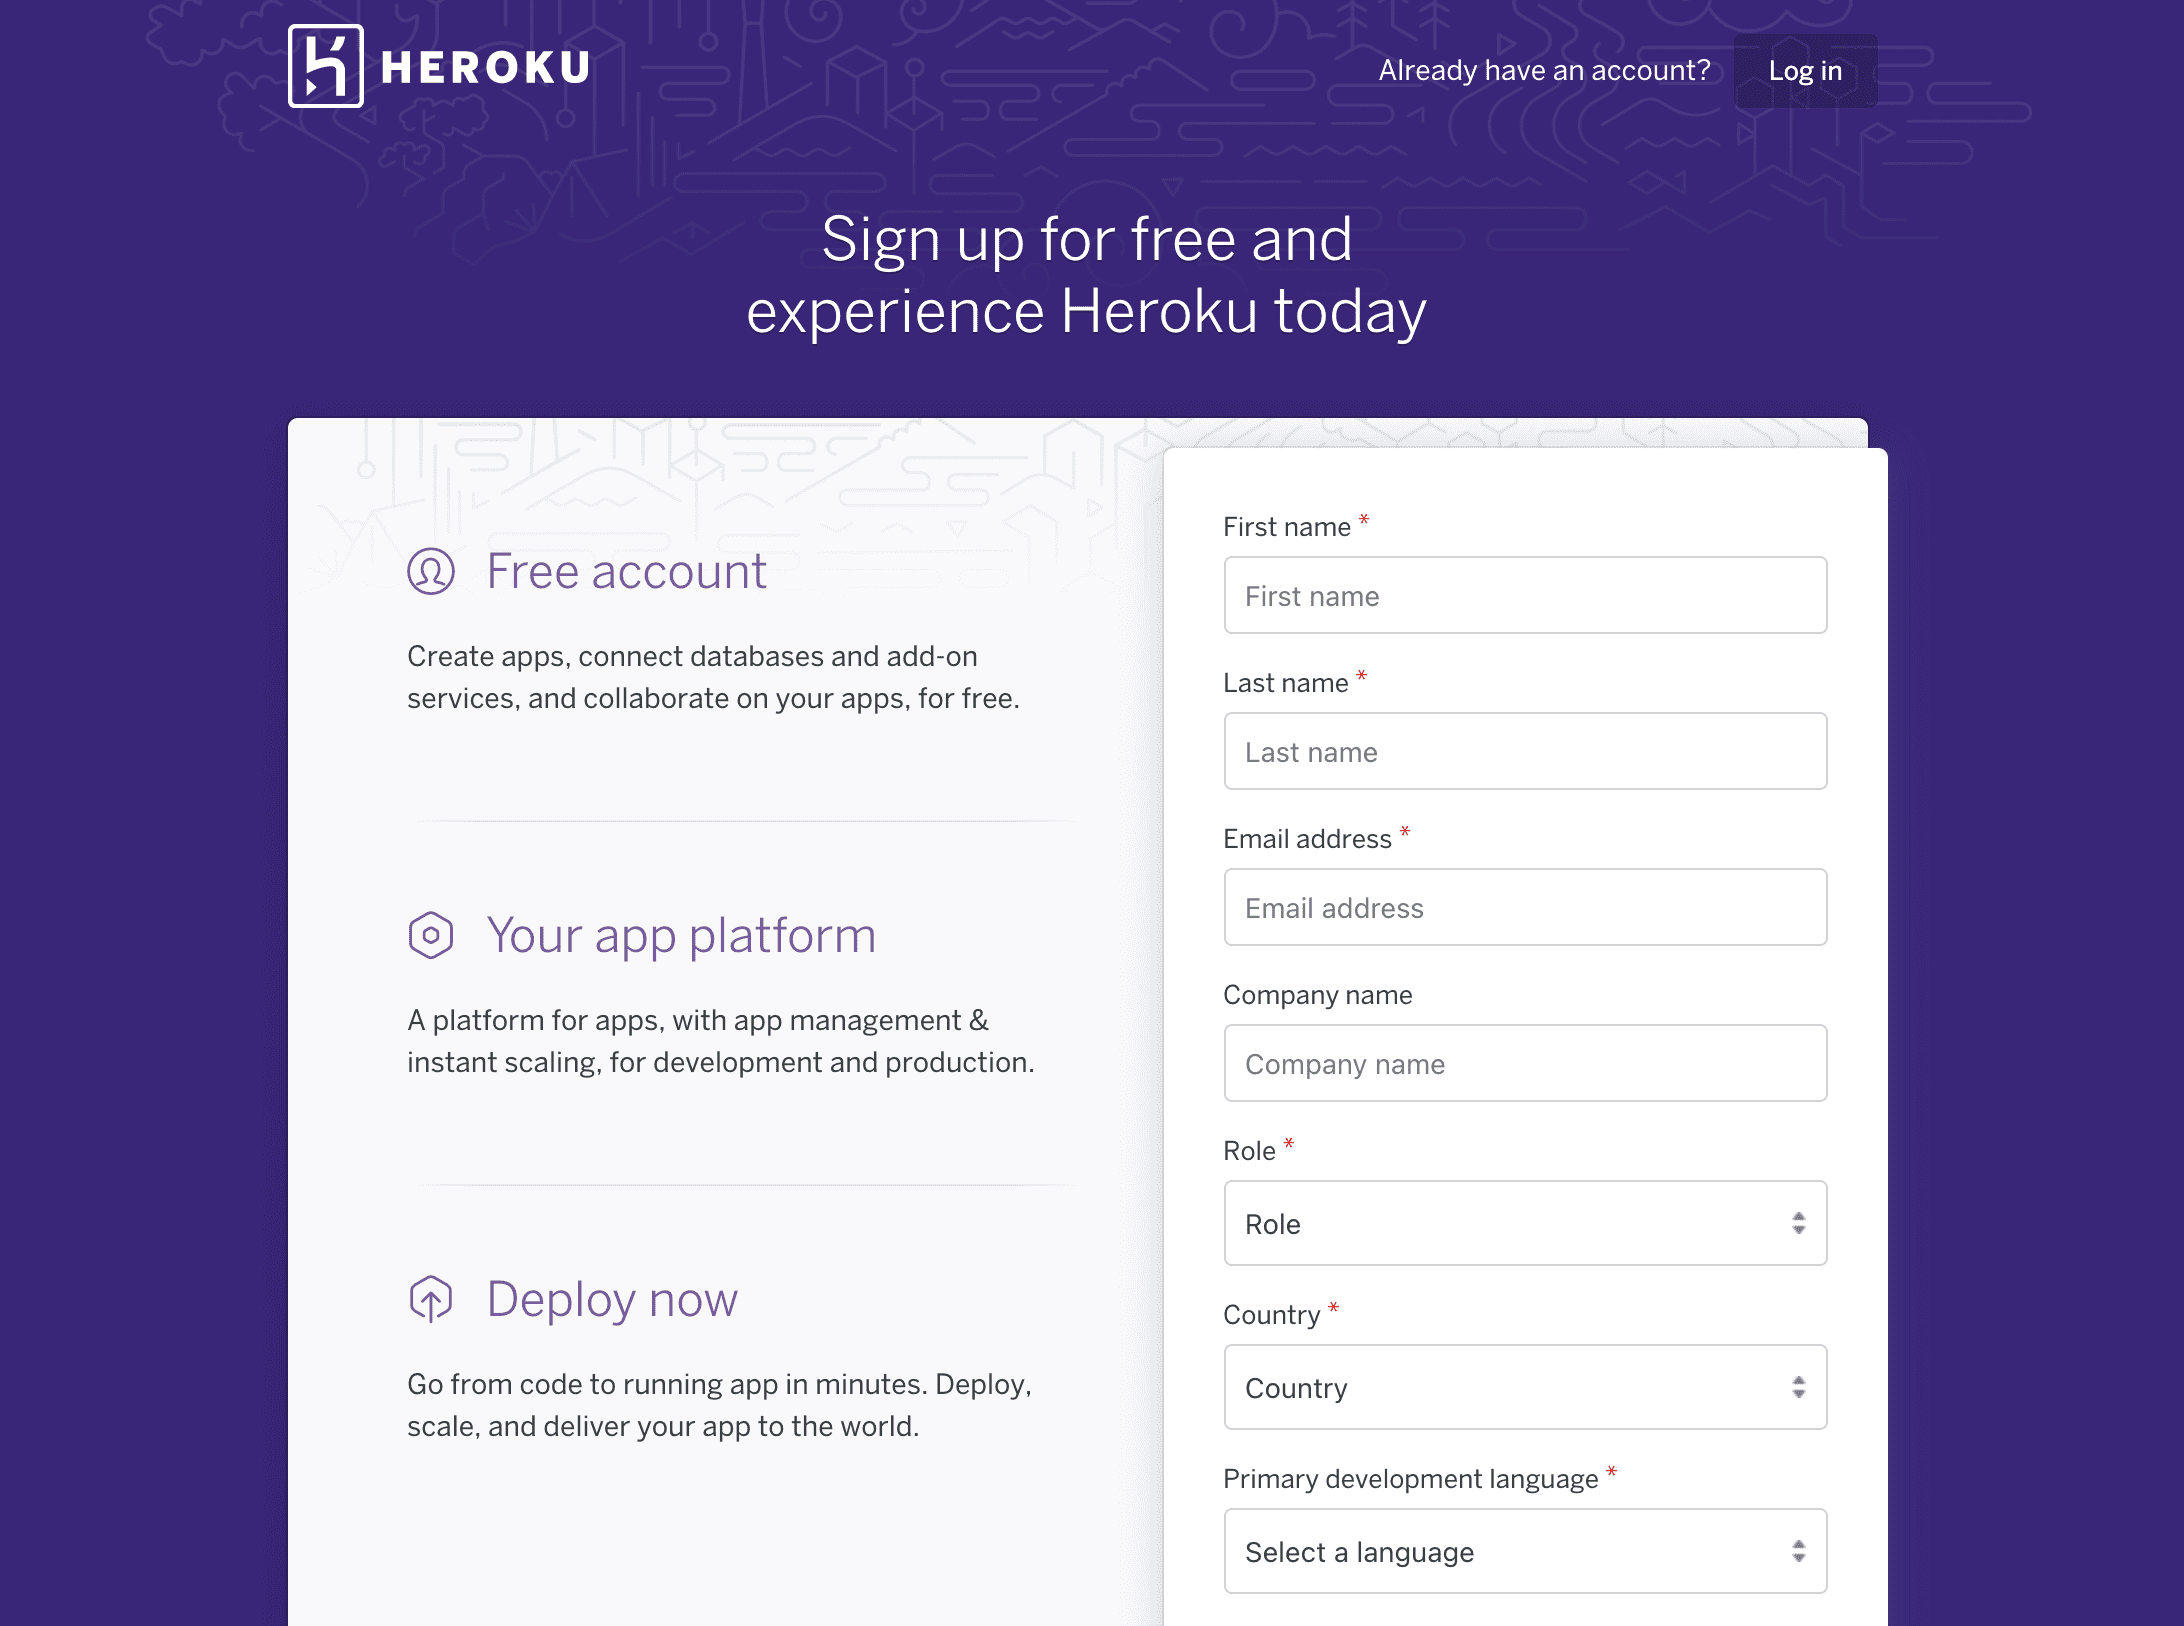 HEROKU
Already have an account?
Log in
Sign up for free and
experience Heroku today
Free account
Create apps, connect databases and add-on
services, and collaborate on your apps, for free.
Your app platform
A platform for apps, with app management &
instant scaling, for development and production.
Deploy now
Go from code to running app in minutes. Deploy,
scale, and deliver your app to the world.
First name *
First name
Last name *
Last name
Email address *
Email address
Company name
Company name
Role *
Role
Country *
Country
Primary development language *
Select a language